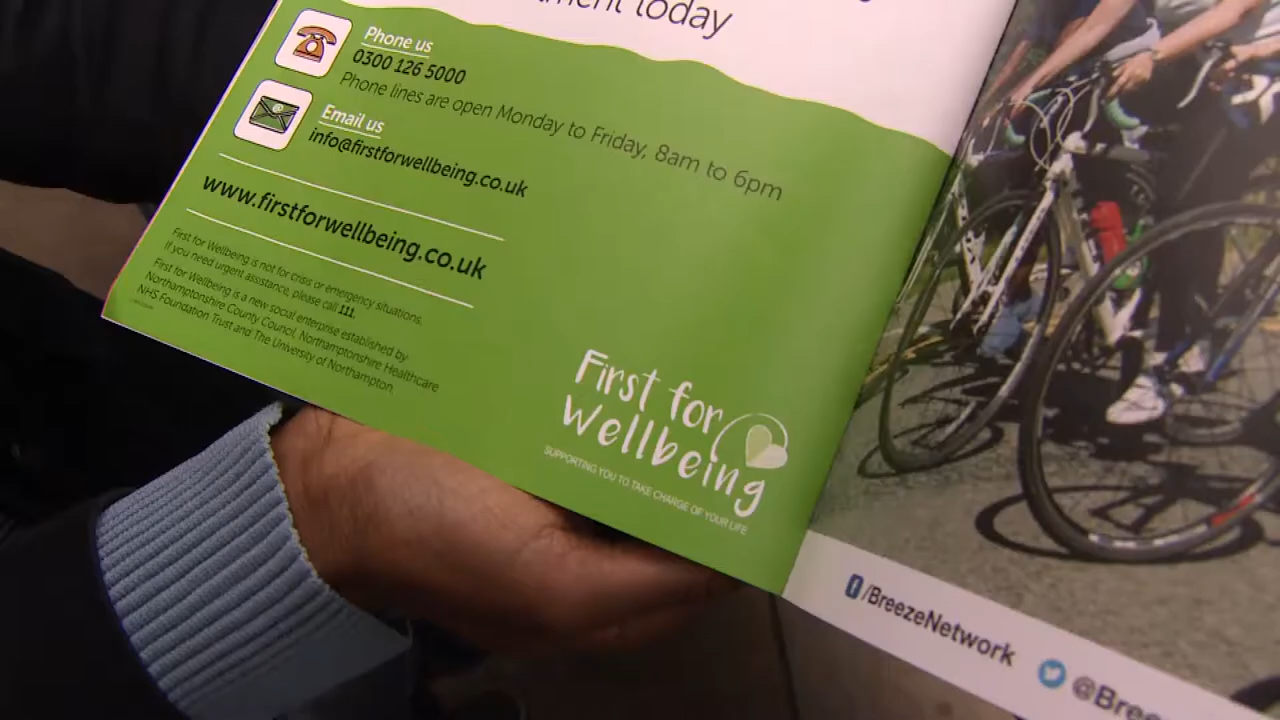 today
Phone us
0300 126 5000
Phone lines are open Monday to Friday, 8am to 6pm
Email us
info@firstforwellbeing.co.uk
www.firstforwellbeing.co.uk
First for Wellbeing is not for crisis or emergency situations.
If you need urgent assistance, please call 111.
First for Wellbeing is a new social enterprise established by
Northamptonshire County Council, Northamptonshire Healthcare
NHS Foundation Trust and The University of Northampton.
First for
Wellbeing
SUPPORTING YOU TO TAKE CHARGE OF YOUR LIFE
f/BreezeNetwork